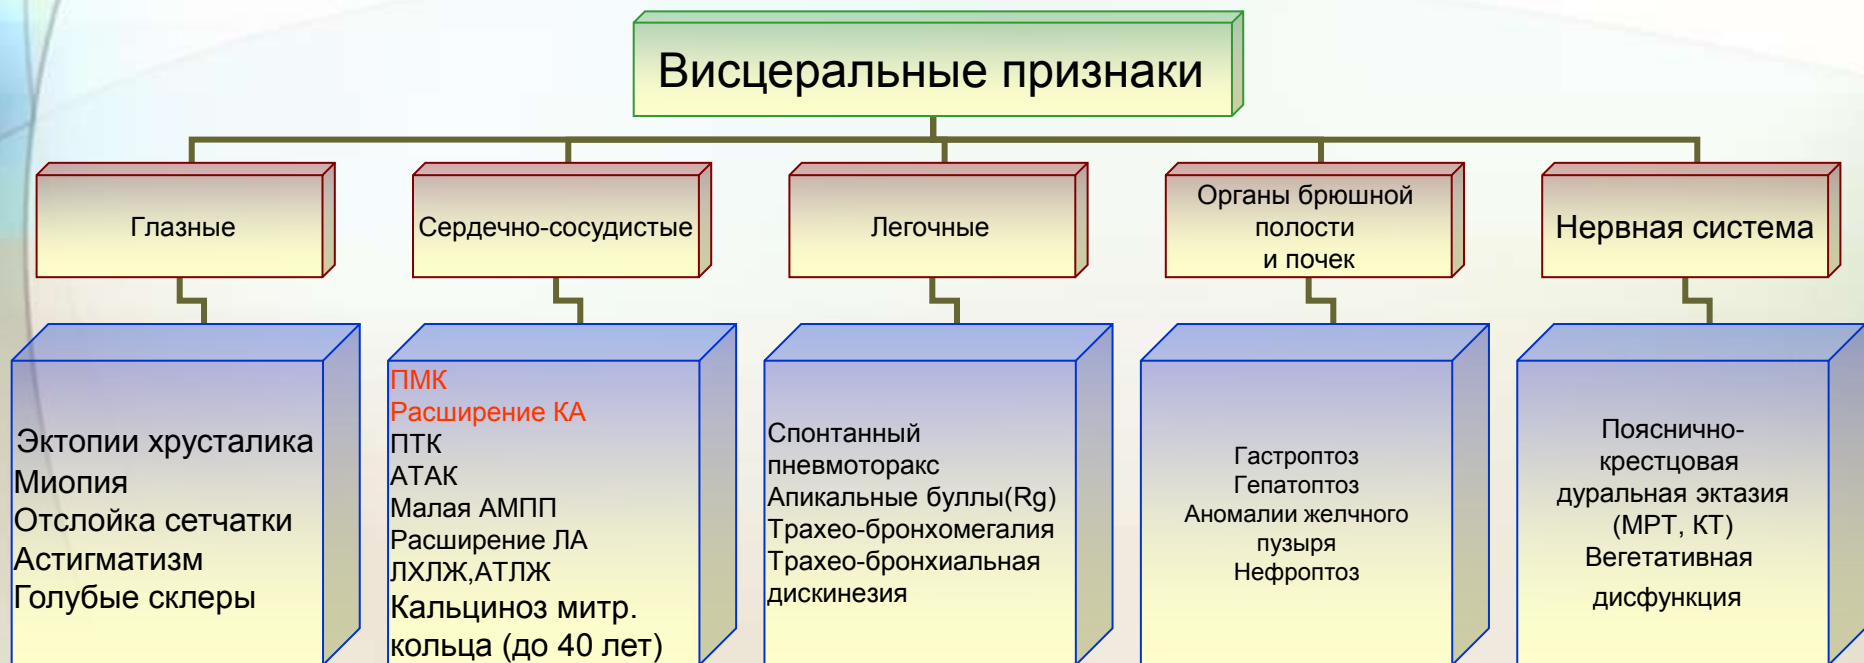 Висцеральные признаки
Глазные
Сердечно-сосудистые
Легочные
Органы брюшной
полости
и почек
Нервная система
Эктопии хрусталика
Миопия
Отслойка сетчатки
Астигматизм
Голубые склеры
ПМК
Расширение КА
ПТК
АТАК
Малая АМПП
Расширение ЛА
ЛХЛЖ,АТЛЖ
Кальциноз митр.
кольца (до 40 лет)
Спонтанный
пневмоторакс
Апикальные буллы(Rg)
Трахео-бронхомегалия
Трахео-бронхиальная
дискинезия
Гастроптоз
Гепатоптоз
Аномалии желчного
пузыря
Нефроптоз
Пояснично-
крестцовая
дуральная эктазия
(МРТ, КТ)
Вегетативная
дисфункция